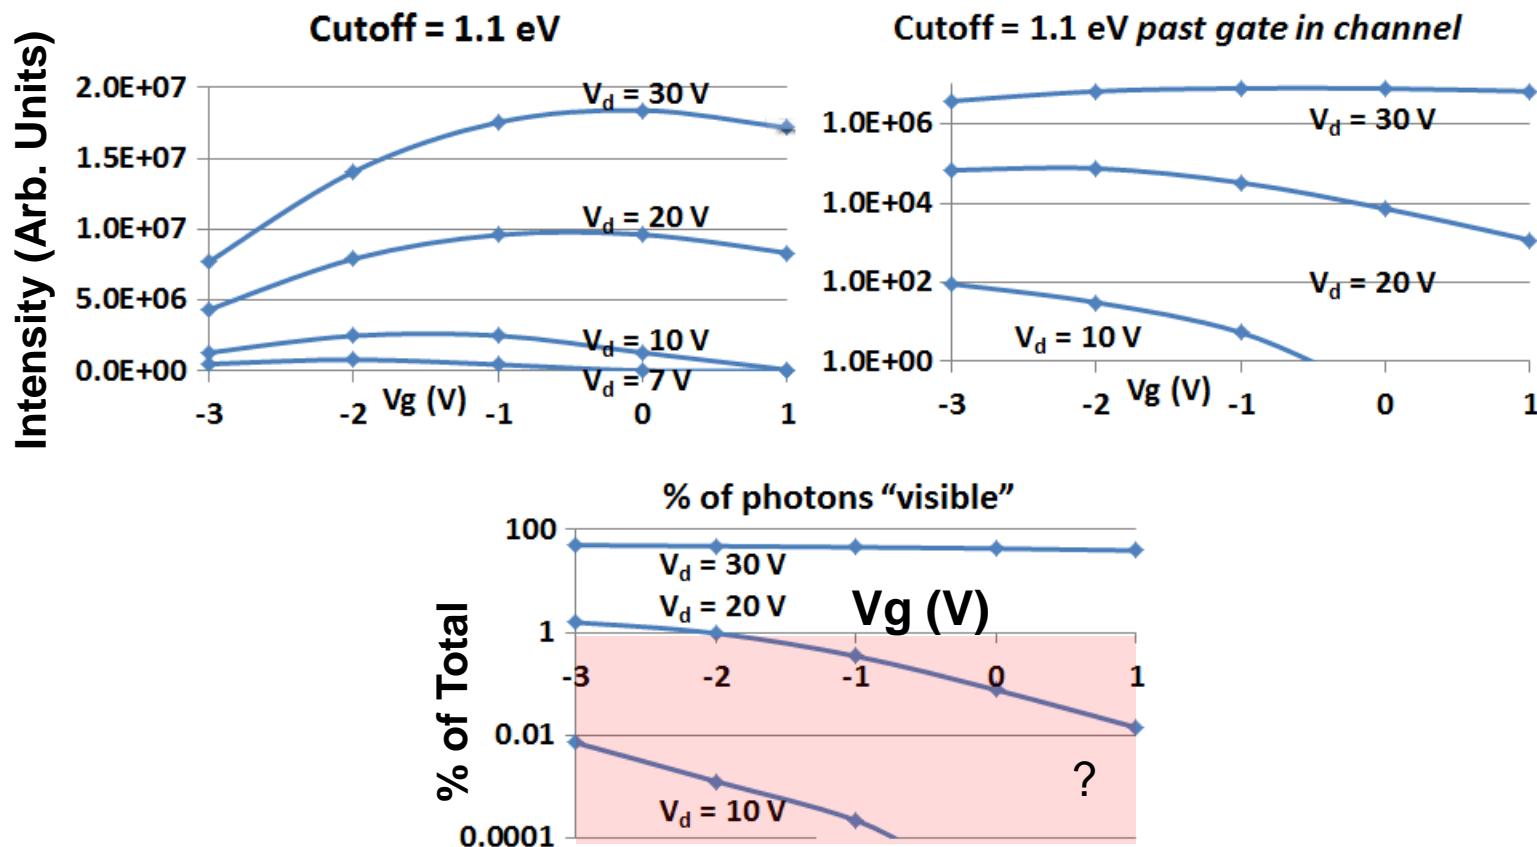 Cutoff = 1.1 eV
Intensity (Arb. Units)
2.0E+07
1.5E+07
1.0E+07
5.0E+06
0.0E+00
Vd = 30 V
Vd = 20 V
Vd = 10 V
Vd = 7 V
-3
-2
Vg (V)
-1
0
1
Cutoff = 1.1 eV past gate in channel
1.0E+06
1.0E+04
1.0E+02
1.0E+00
Vd = 30 V
Vd = 20 V
Vd = 10 V
-3
-2
Vg (V)
-1
0
1
% of photons “visible”
% of Total
100
1
0.01
0.0001
Vd = 30 V
Vd = 20 V
Vg (V)
-3
-2
-1
0
1
?
Vd = 10 V